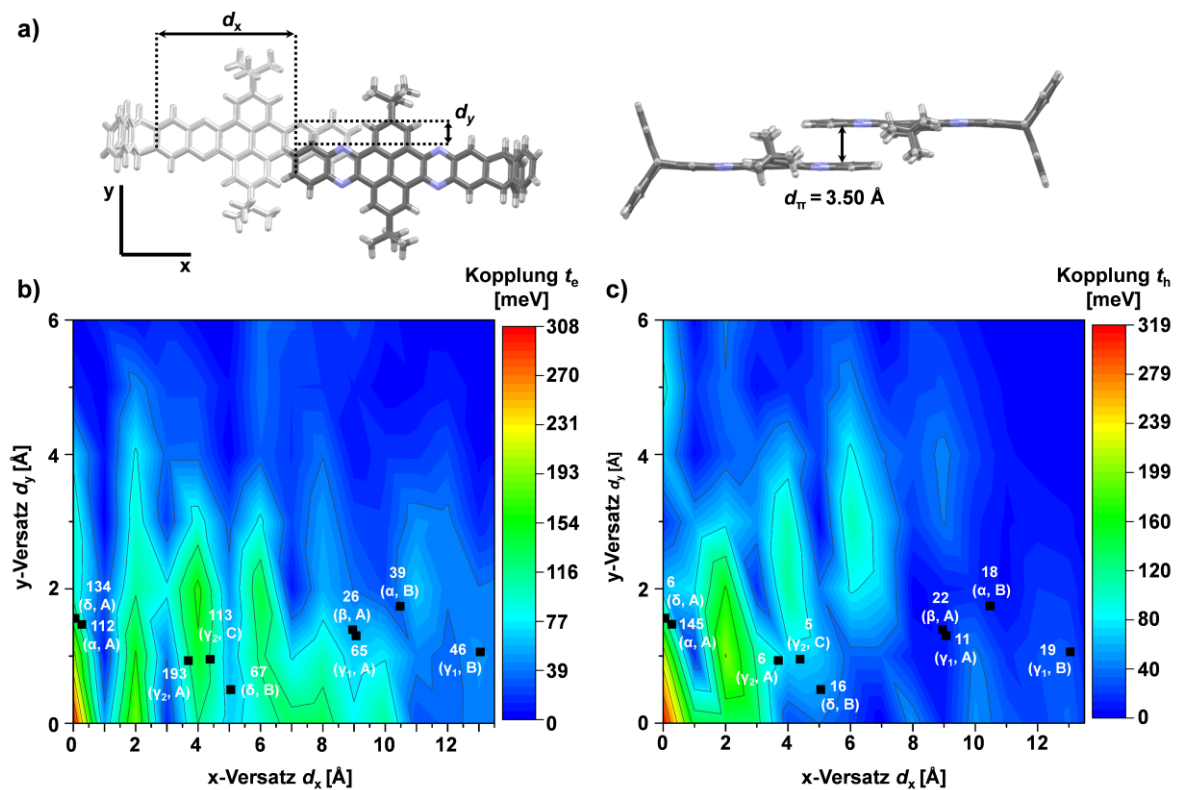 a)
dx
dy
y
x
dπ = 3.50 Å
b)
Kopplung te
[meV]
308
270
231
193
154
116
77
39
0
6
4
2
0
0
2
4
6
8
10
12
y-Versatz dy [Å]
x-Versatz dx [Å]
134
(δ, A)
112
(α, A)
193
(γ2, A)
113
(γ2, C)
67
(δ, B)
26
(β, A)
65
(γ1, A)
39
(α, B)
46
(γ1, B)
c)
Kopplung th
[meV]
319
279
239
199
160
120
80
40
0
6
4
2
0
0
2
4
6
8
10
12
y-Versatz dy [Å]
x-Versatz dx [Å]
6
(δ, A)
145
(α, A)
6
(γ2, A)
5
(γ2, C)
16
(δ, B)
22
(β, A)
11
(γ1, A)
18
(α, B)
19
(γ1, B)